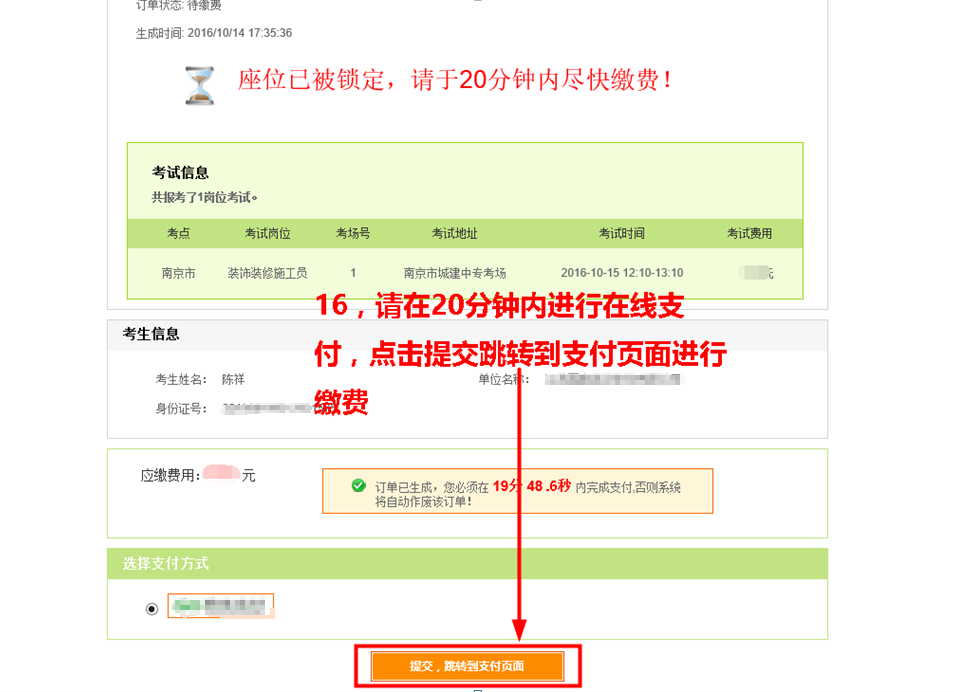 订单状态: 待缴费
生成时间: 2016/10/14 17:35:36
座位已被锁定，请于20分钟内尽快缴费！
考试信息
共报考了1岗位考试。
考点 考试岗位 考场号 考试地址 考试时间 考试费用
南京市 装饰装修施工员 1 南京市城建中专考场 2016-10-15 12:10-13:10 元
16，请在20分钟内进行在线支
付，点击提交跳转到支付页面进行
缴费
考生信息
考生姓名: 陈祥 单位名称:
身份证号:
应缴费用: 元
订单已生成，您必须在 19分 48 .6秒 内完成支付,否则系统
将自动作废该订单!
选择支付方式
提交，跳转到支付页面